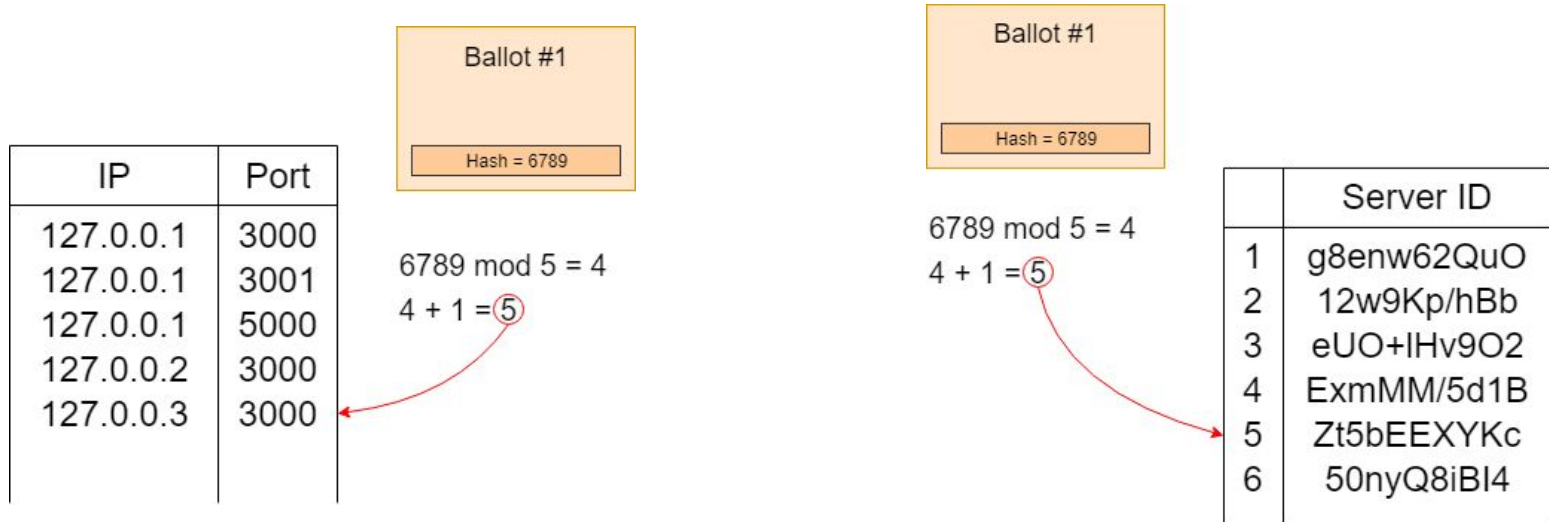 Ballot #1
Hash = 6789
IP Port
127.0.0.1 3000
127.0.0.1 3001
127.0.0.1 5000
127.0.0.2 3000
127.0.0.3 3000
6789 mod 5 = 4
4 + 1 = 5
Ballot #1
Hash = 6789
6789 mod 5 = 4
4 + 1 = 5
Server ID
1 g8enw62QuO
2 12w9Kp/hBb
3 eUO+lHv9O2
4 ExmMM/5d1B
5 Zt5bEEXYKc
6 50nyQ8iBI4